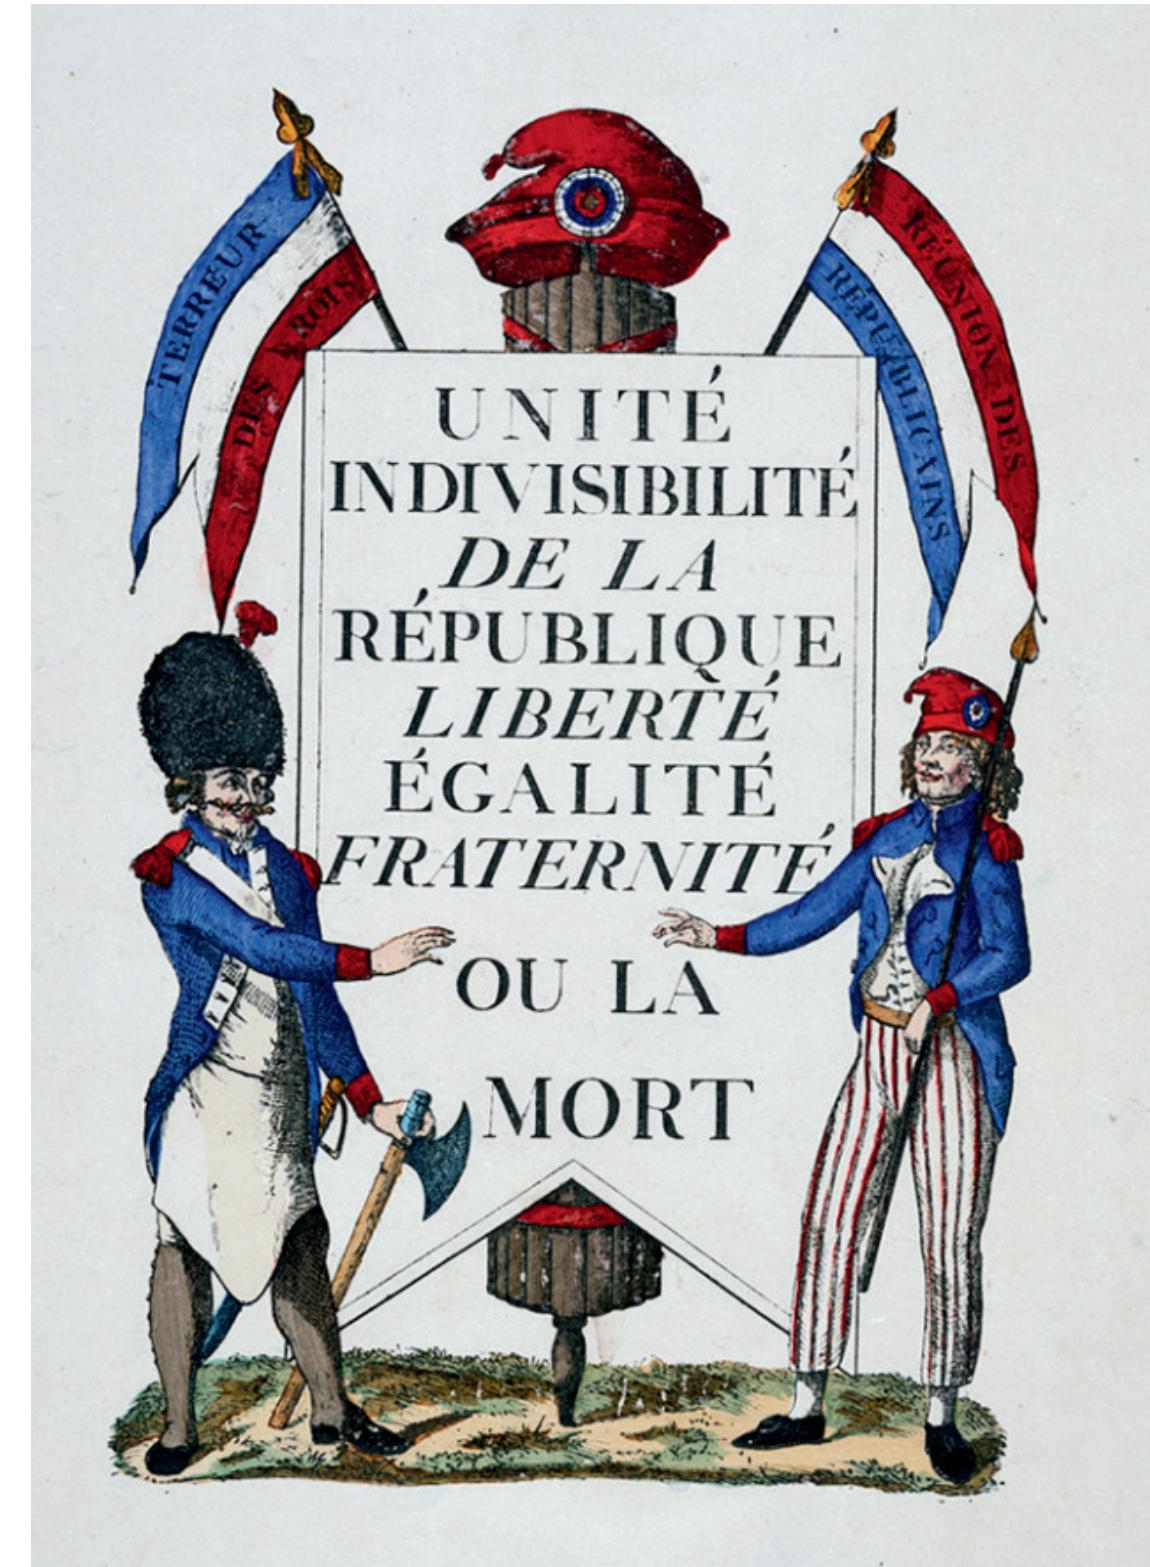 TERREUR
DES ROIS
RÉUNION DES
RÉPUBLICAINS
UNITÉ
INDIVISIBILITÉ
DE LA
RÉPUBLIQUE
LIBERTÉ
ÉGALITÉ
FRATERNITÉ
OU LA
MORT